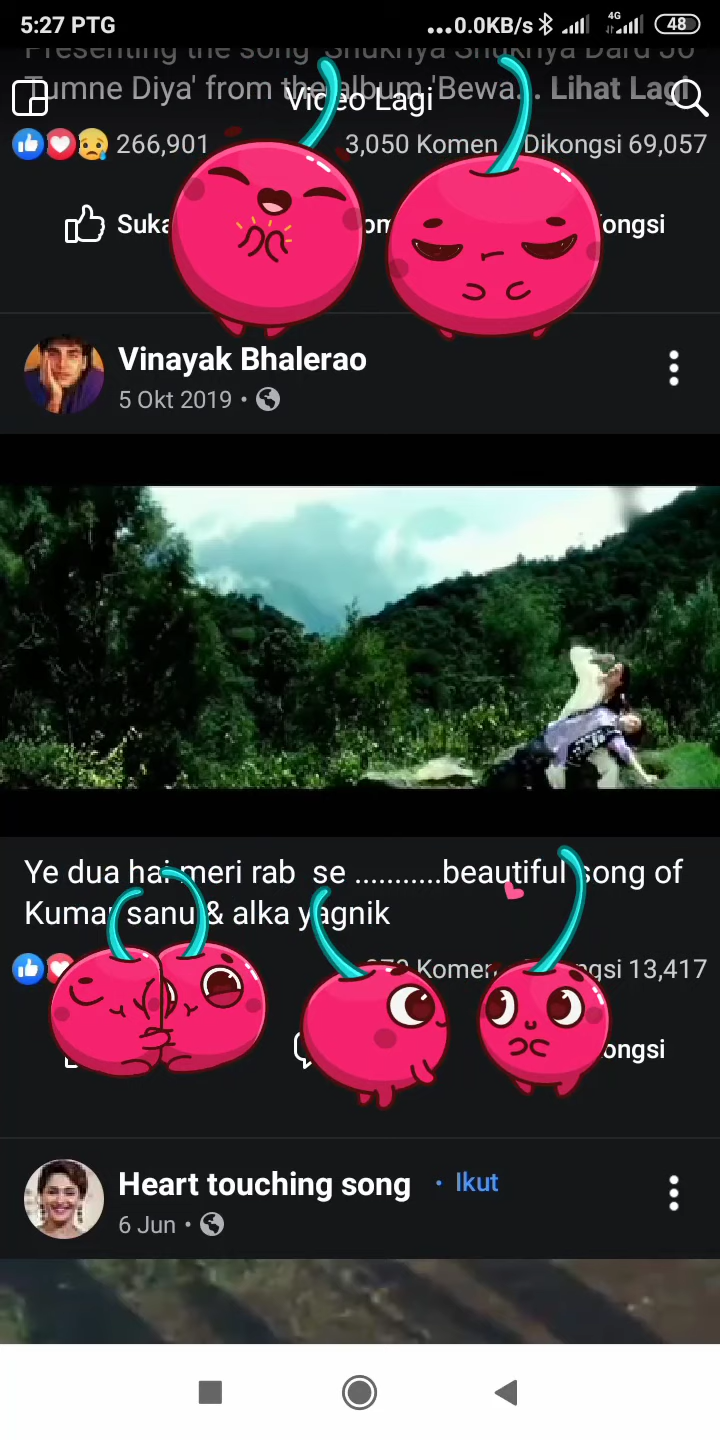 5:27 PTG
...0.0KB/s 4G 48
Presenting the song 'Shukriya Shukriya Dard Jo
Tumne Diya' from the album 'Bewa... Lihat Lagi
Video Lagi
266,901 3,050 Komen Dikongsi 69,057
Suka ongsi
Vinayak Bhalerao
5 Okt 2019 •
Ye dua hai meri rab se ...........beautiful song of
Kumar sanu & alka yagnik
Komen ngsi 13,417
ongsi
Heart touching song • Ikut
6 Jun •